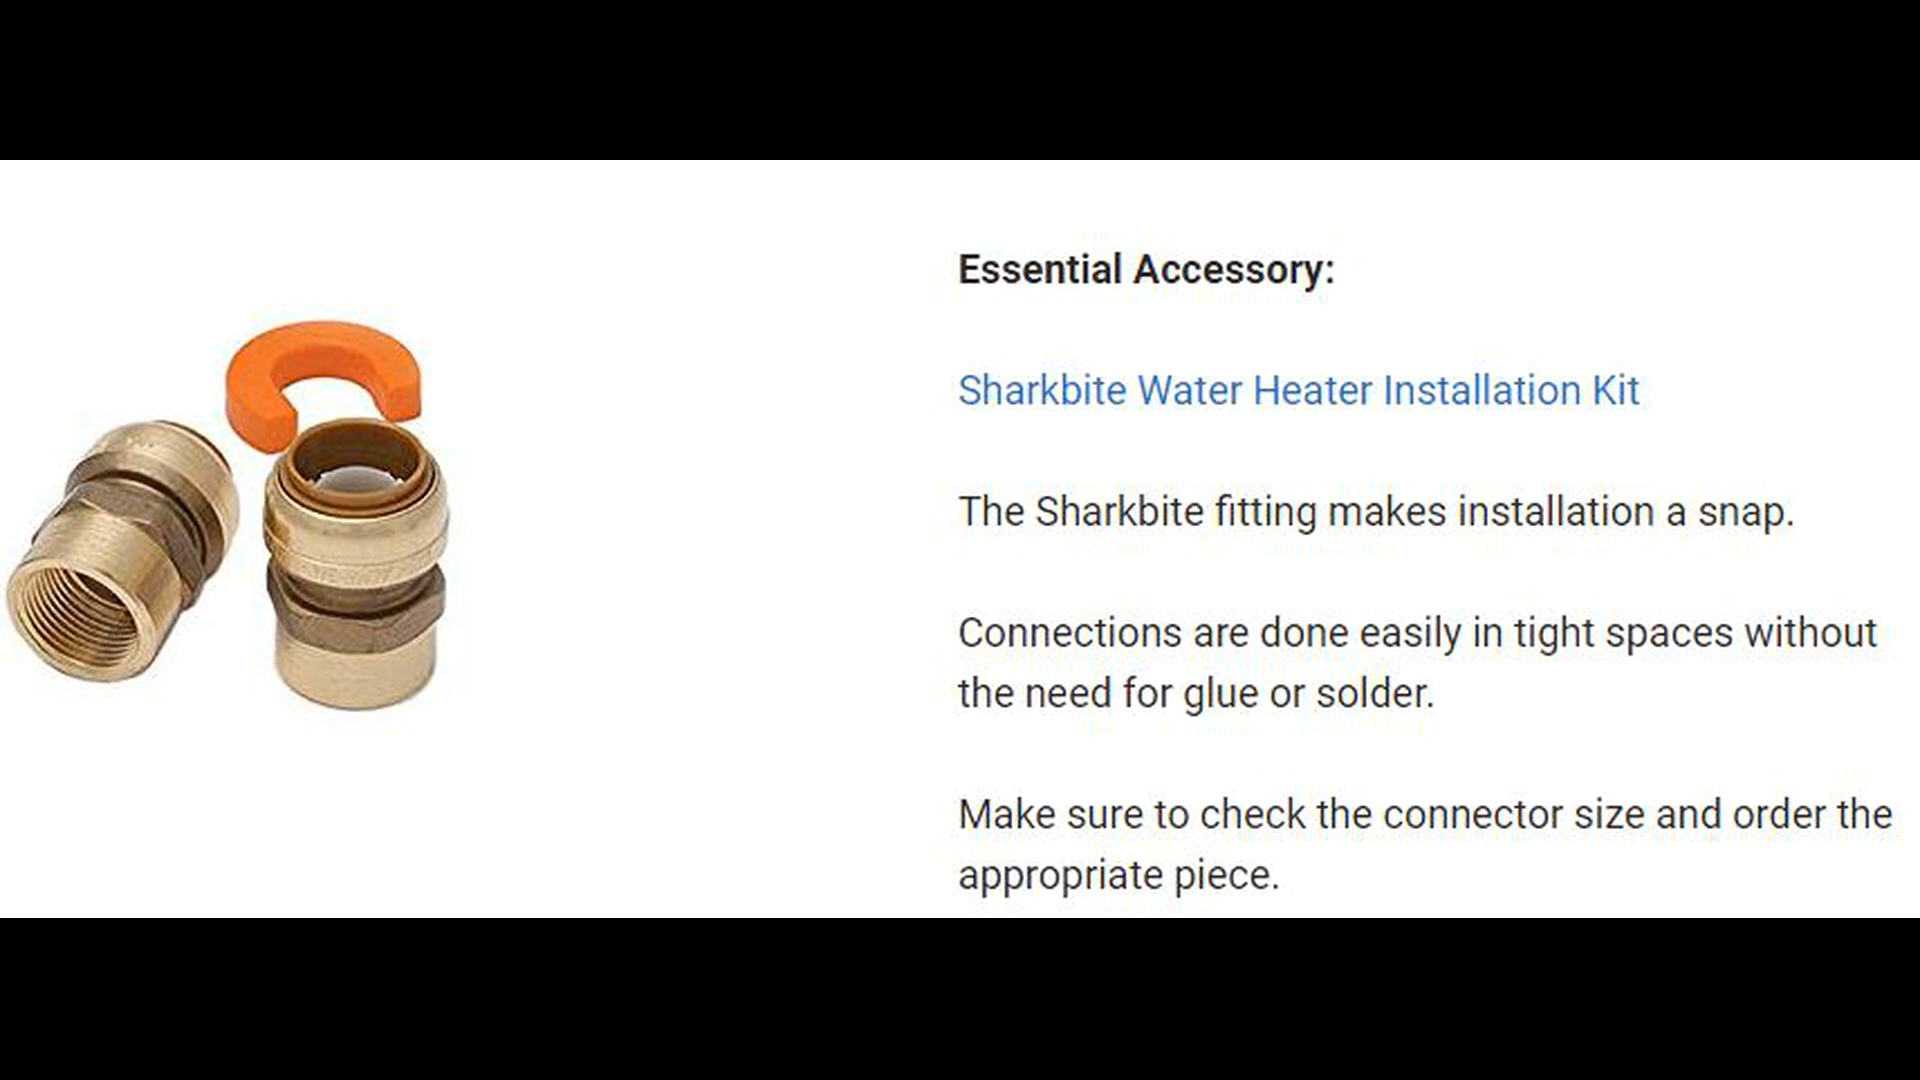 Essential Accessory:
Sharkbite Water Heater Installation Kit
The Sharkbite fitting makes installation a snap.
Connections are done easily in tight spaces without
the need for glue or solder.
Make sure to check the connector size and order the
appropriate piece.